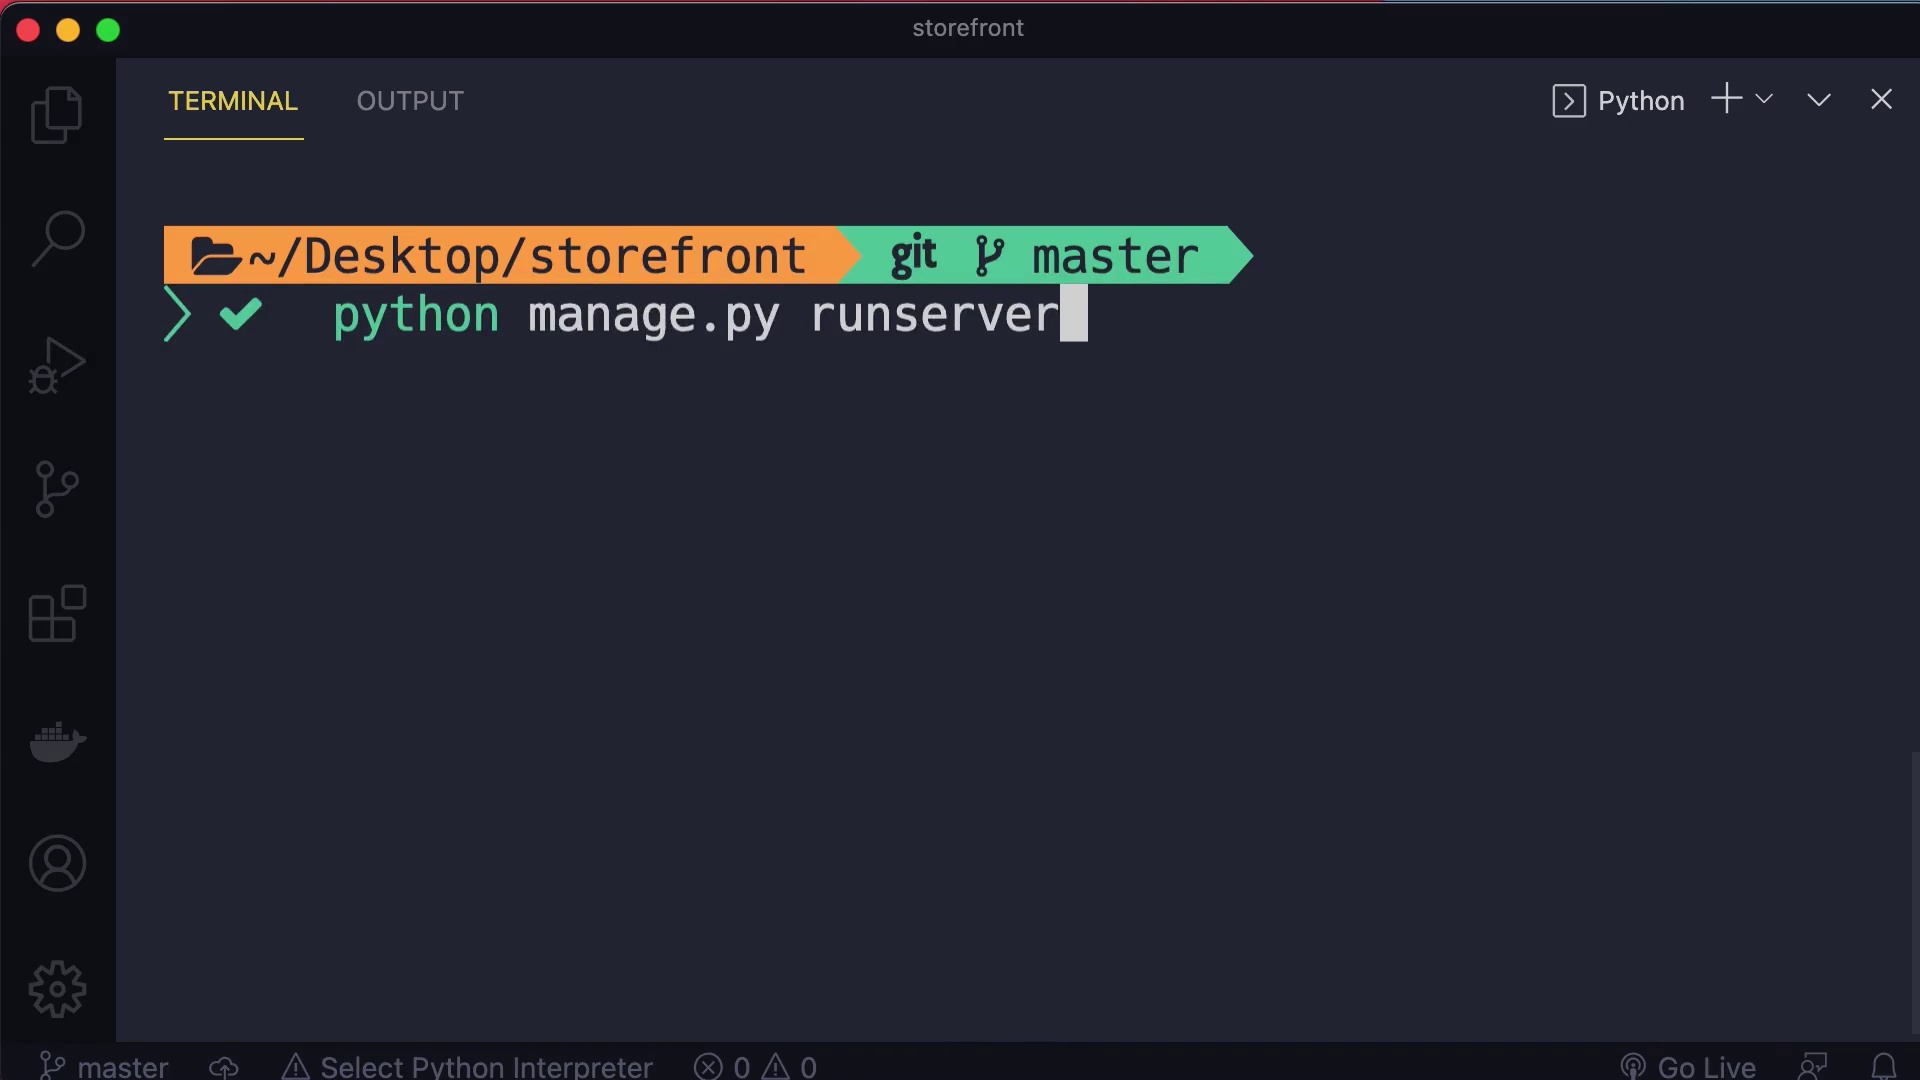 storefront
TERMINAL OUTPUT Python
~/Desktop/storefront git master
python manage.py runserver
master Select Python Interpreter 0 0 Go Live